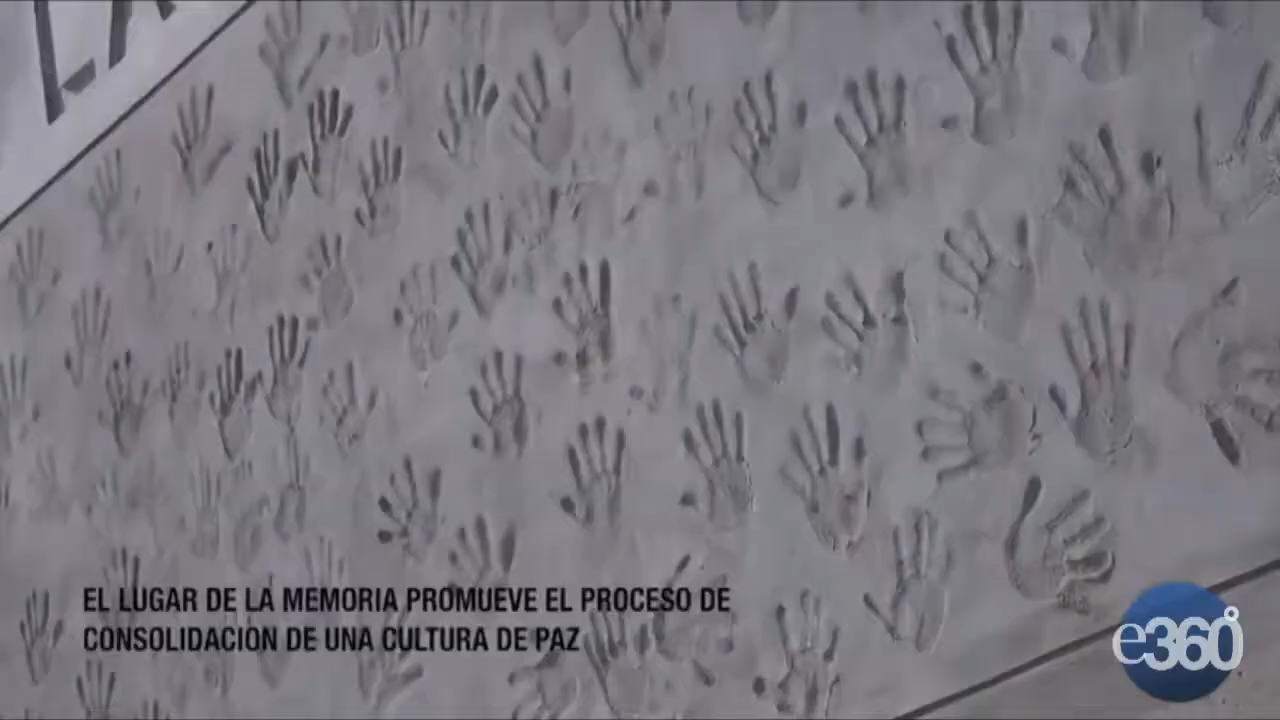 EL LUGAR DE LA MEMORIA PROMUEVE EL PROCESO DE
CONSOLIDACION DE UNA CULTURA DE PAZ
e360°